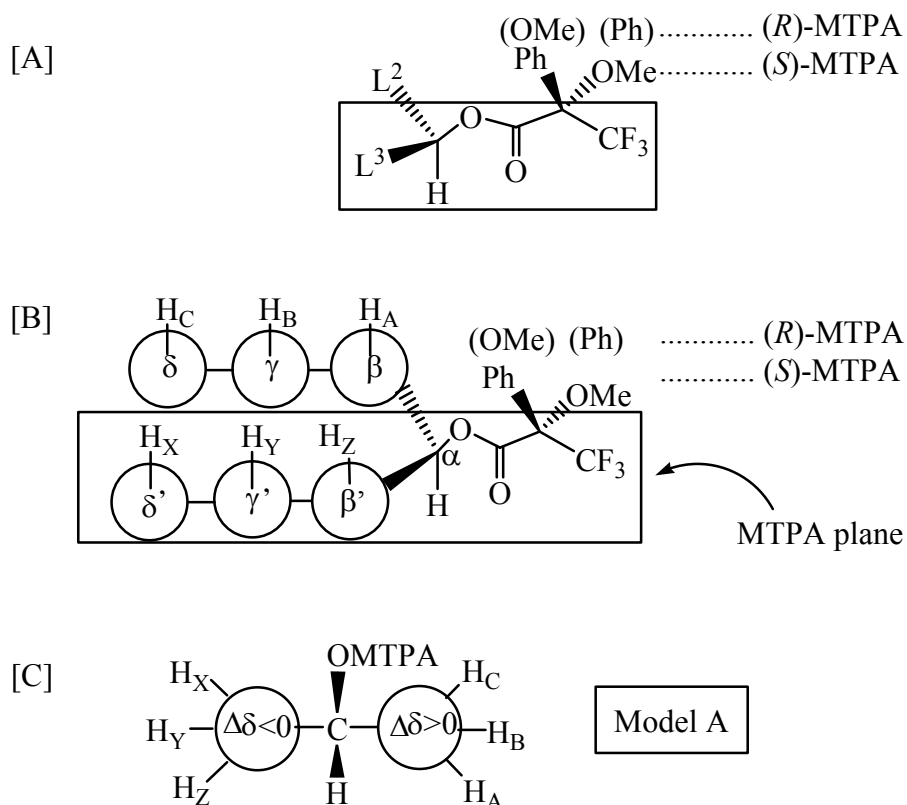 [A]
(OMe) (Ph) ............ (R)-MTPA
Ph OMe ............ (S)-MTPA
L2
O
CF3
L3
O
H
[B]
HC HB HA
δ γ β
(OMe) (Ph) ............ (R)-MTPA
Ph OMe ............ (S)-MTPA
HX HY HZ
O
α
CF3
δ' γ' β'
H
O
MTPA plane
[C]
OMTPA
HX HC
HY Δδ<0 C Δδ>0 HB
HZ H HA
Model A